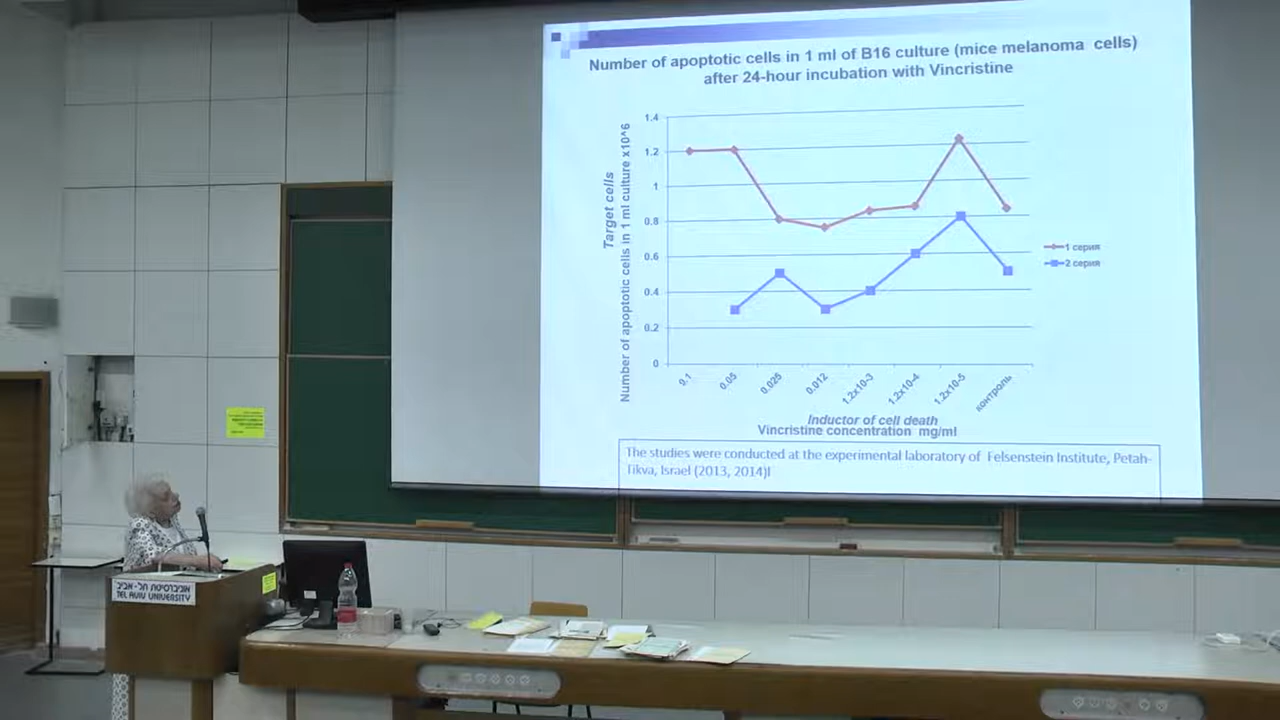 Number of apoptotic cells in 1 ml of B16 culture (mice melanoma cells)
after 24-hour incubation with Vincristine
Target cells
Number of apoptotic cells in 1 ml culture x10^6
1.4
1.2
1
0.8
0.6
0.4
0.2
0
0.1
0.05
0.025
0.012
1.2x10-3
1.2x10-4
1.2x10-5
контроль
1 серия
2 серия
Inductor of cell death
Vincristine concentration mg/ml
The studies were conducted at the experimental laboratory of Felsenstein Institute, Petah-
Tikva, Israel (2013, 2014)
אוניברסיטת תל-אביב
TEL AVIV UNIVERSITY